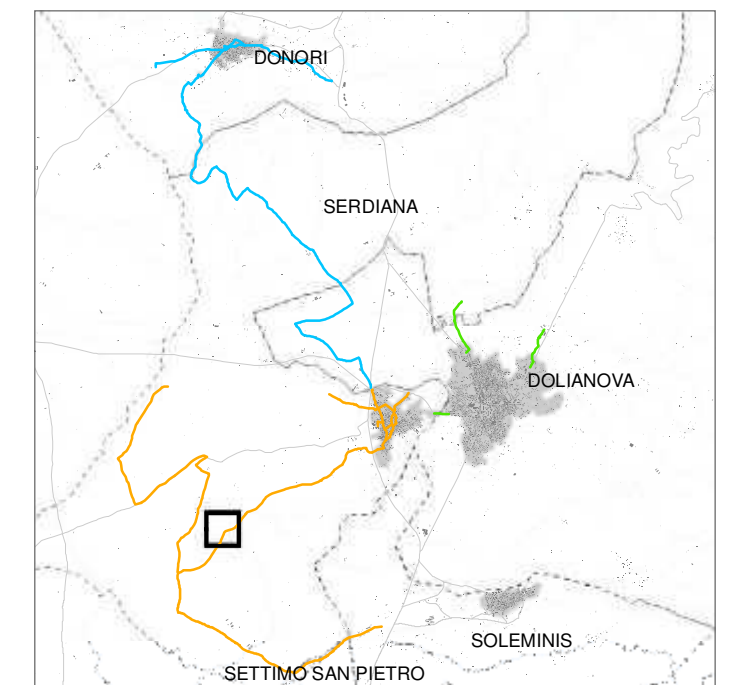 DONORI
SERDIANA
DOLIANOVA
SOLEMINIS
SETTIMO SAN PIETRO